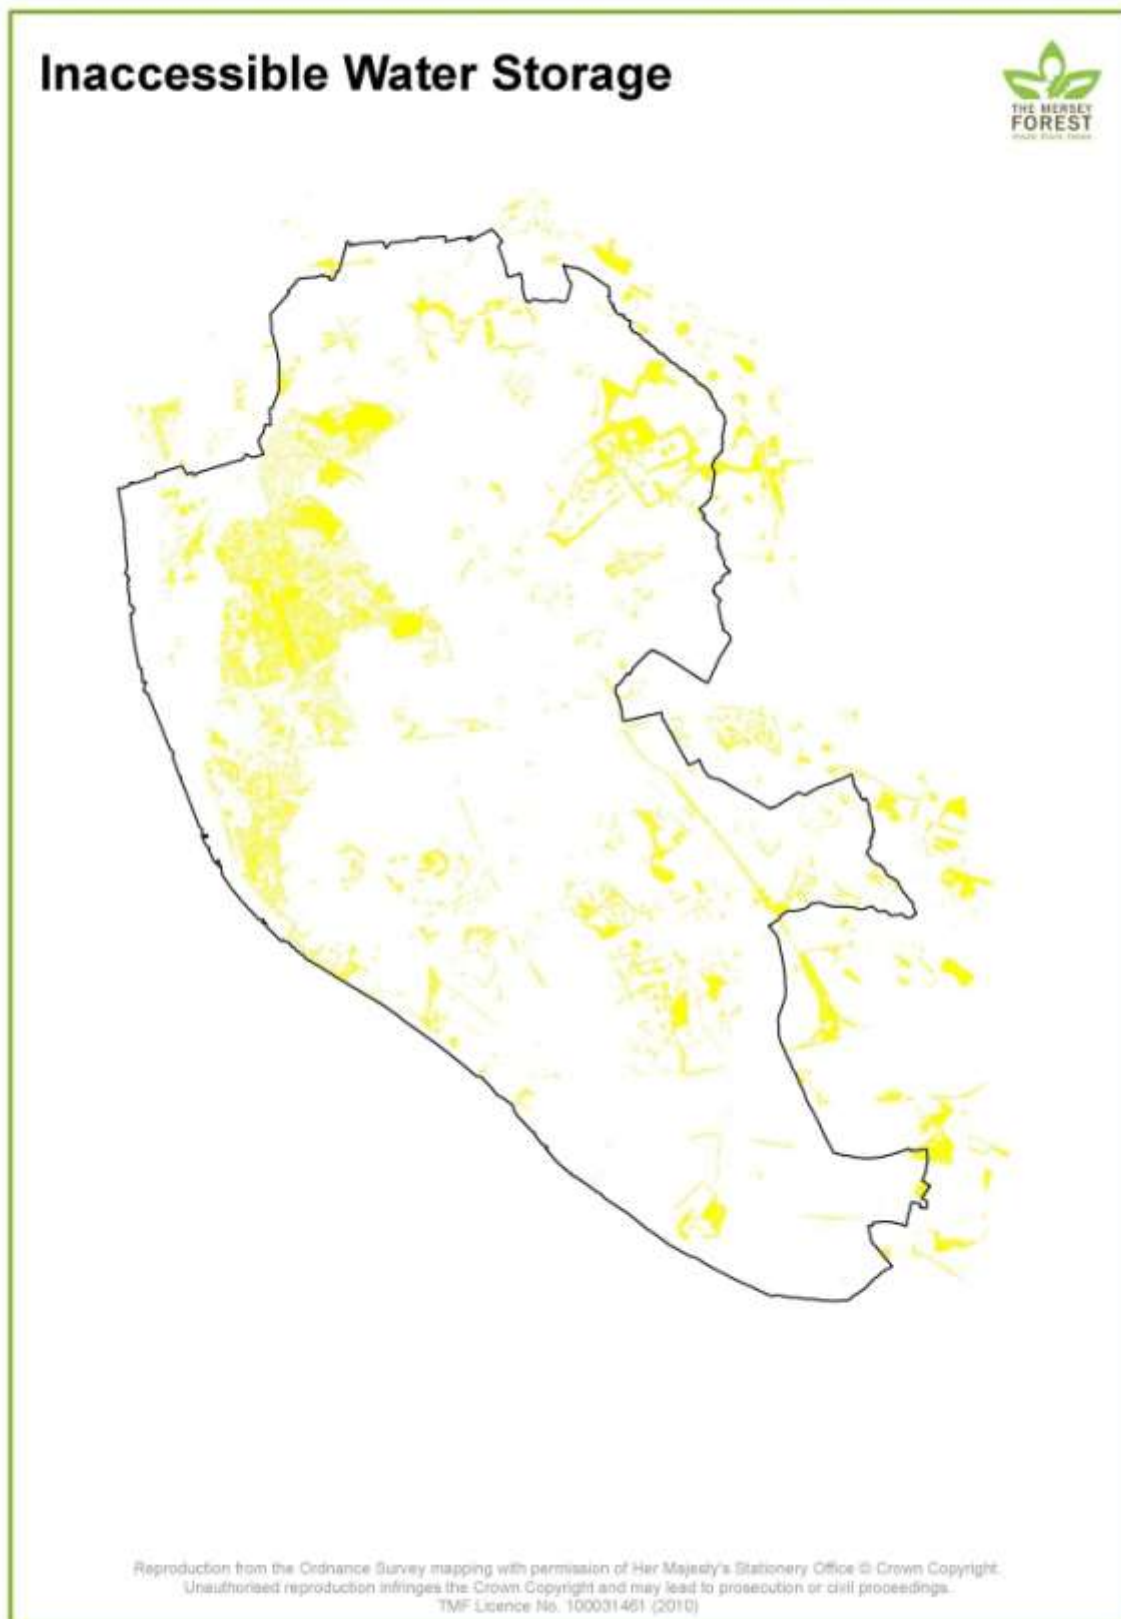 Inaccessible Water Storage
THE MERSEY
FOREST
Reproduction from the Ordnance Survey mapping with permission of Her Majesty's Stationery Office © Crown Copyright.
Unauthorised reproduction infringes the Crown Copyright and may lead to prosecution or civil proceedings.
TMF Licence No. 100031461 (2010)